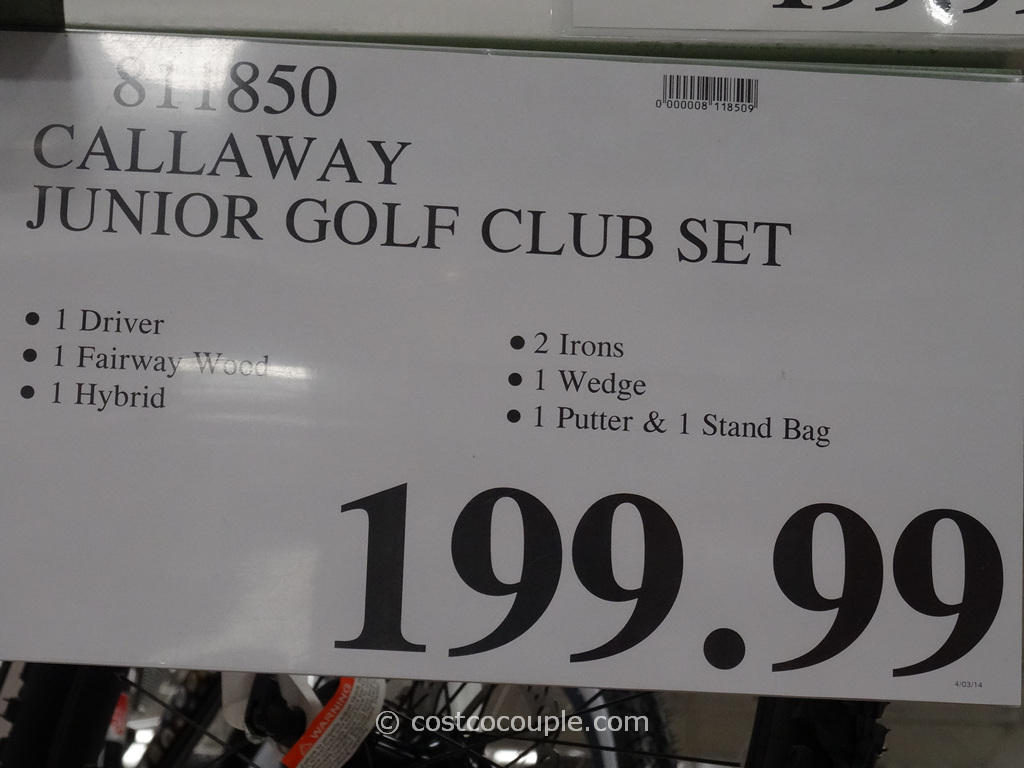 811850
0 000008 118509
CALLAWAY
JUNIOR GOLF CLUB SET
• 1 Driver
• 1 Fairway Wood
• 1 Hybrid
• 2 Irons
• 1 Wedge
• 1 Putter & 1 Stand Bag
199.99
4/03/14
WARNING
© costcocouple.com